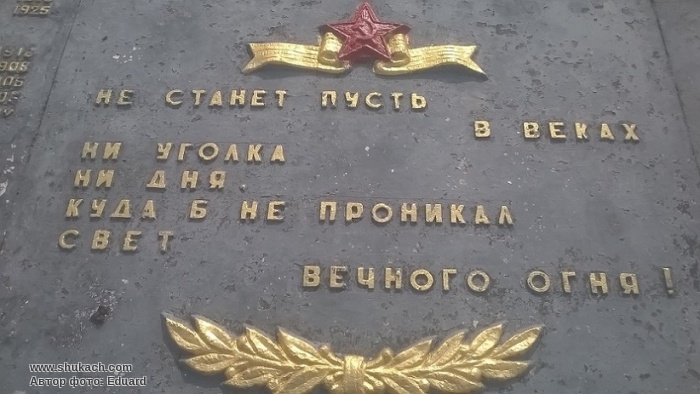 1925
НЕ СТАНЕТ ПУСТЬ
В ВЕКАХ
НИ УГОЛКА
НИ ДНЯ,
КУДА Б НЕ ПРОНИКАЛ
СВЕТ
ВЕЧНОГО ОГНЯ!
www.shukach.com
Автор фото: Eduard